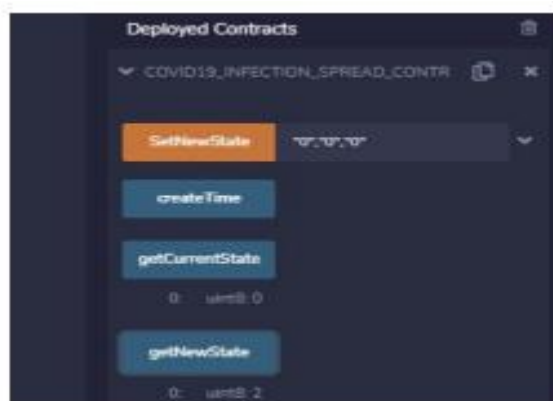 Deployed Contracts
COVID19_INFECTION_SPREAD_CONTR
SetNewState "0","0","0"
createTime
getCurrentState
0: uint8: 0
getNewState
0: uint8: 2